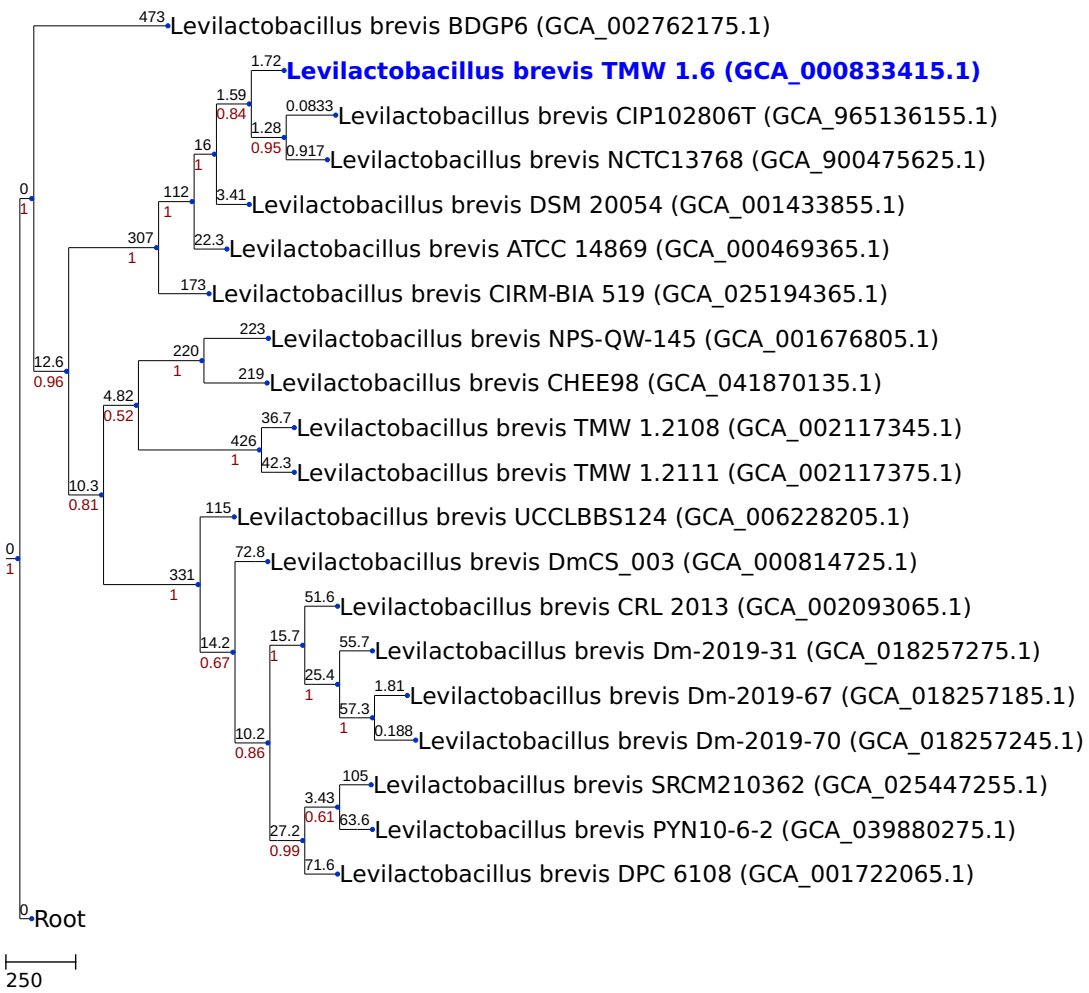 473
Levilactobacillus brevis BDGP6 (GCA_002762175.1)
1.72
Levilactobacillus brevis TMW 1.6 (GCA_000833415.1)
1.59
0.84
0.0833
Levilactobacillus brevis CIP102806T (GCA_965136155.1)
1.28
0.95
16
1
0.917
Levilactobacillus brevis NCTC13768 (GCA_900475625.1)
0
1
112
1
3.41
Levilactobacillus brevis DSM 20054 (GCA_001433855.1)
307
1
22.3
Levilactobacillus brevis ATCC 14869 (GCA_000469365.1)
173
Levilactobacillus brevis CIRM-BIA 519 (GCA_025194365.1)
223
Levilactobacillus brevis NPS-QW-145 (GCA_001676805.1)
12.6
0.96
220
1
219
Levilactobacillus brevis CHEE98 (GCA_041870135.1)
4.82
0.52
36.7
Levilactobacillus brevis TMW 1.2108 (GCA_002117345.1)
426
1
42.3
Levilactobacillus brevis TMW 1.2111 (GCA_002117375.1)
10.3
0.81
115
Levilactobacillus brevis UCCLBBS124 (GCA_006228205.1)
0
1
72.8
Levilactobacillus brevis DmCS_003 (GCA_000814725.1)
331
1
51.6
Levilactobacillus brevis CRL 2013 (GCA_002093065.1)
14.2
0.67
15.7
1
55.7
Levilactobacillus brevis Dm-2019-31 (GCA_018257275.1)
25.4
1
1.81
Levilactobacillus brevis Dm-2019-67 (GCA_018257185.1)
57.3
1
0.188
Levilactobacillus brevis Dm-2019-70 (GCA_018257245.1)
10.2
0.86
105
Levilactobacillus brevis SRCM210362 (GCA_025447255.1)
3.43
0.61
63.6
Levilactobacillus brevis PYN10-6-2 (GCA_039880275.1)
27.2
0.99
71.6
Levilactobacillus brevis DPC 6108 (GCA_001722065.1)
0
Root
250